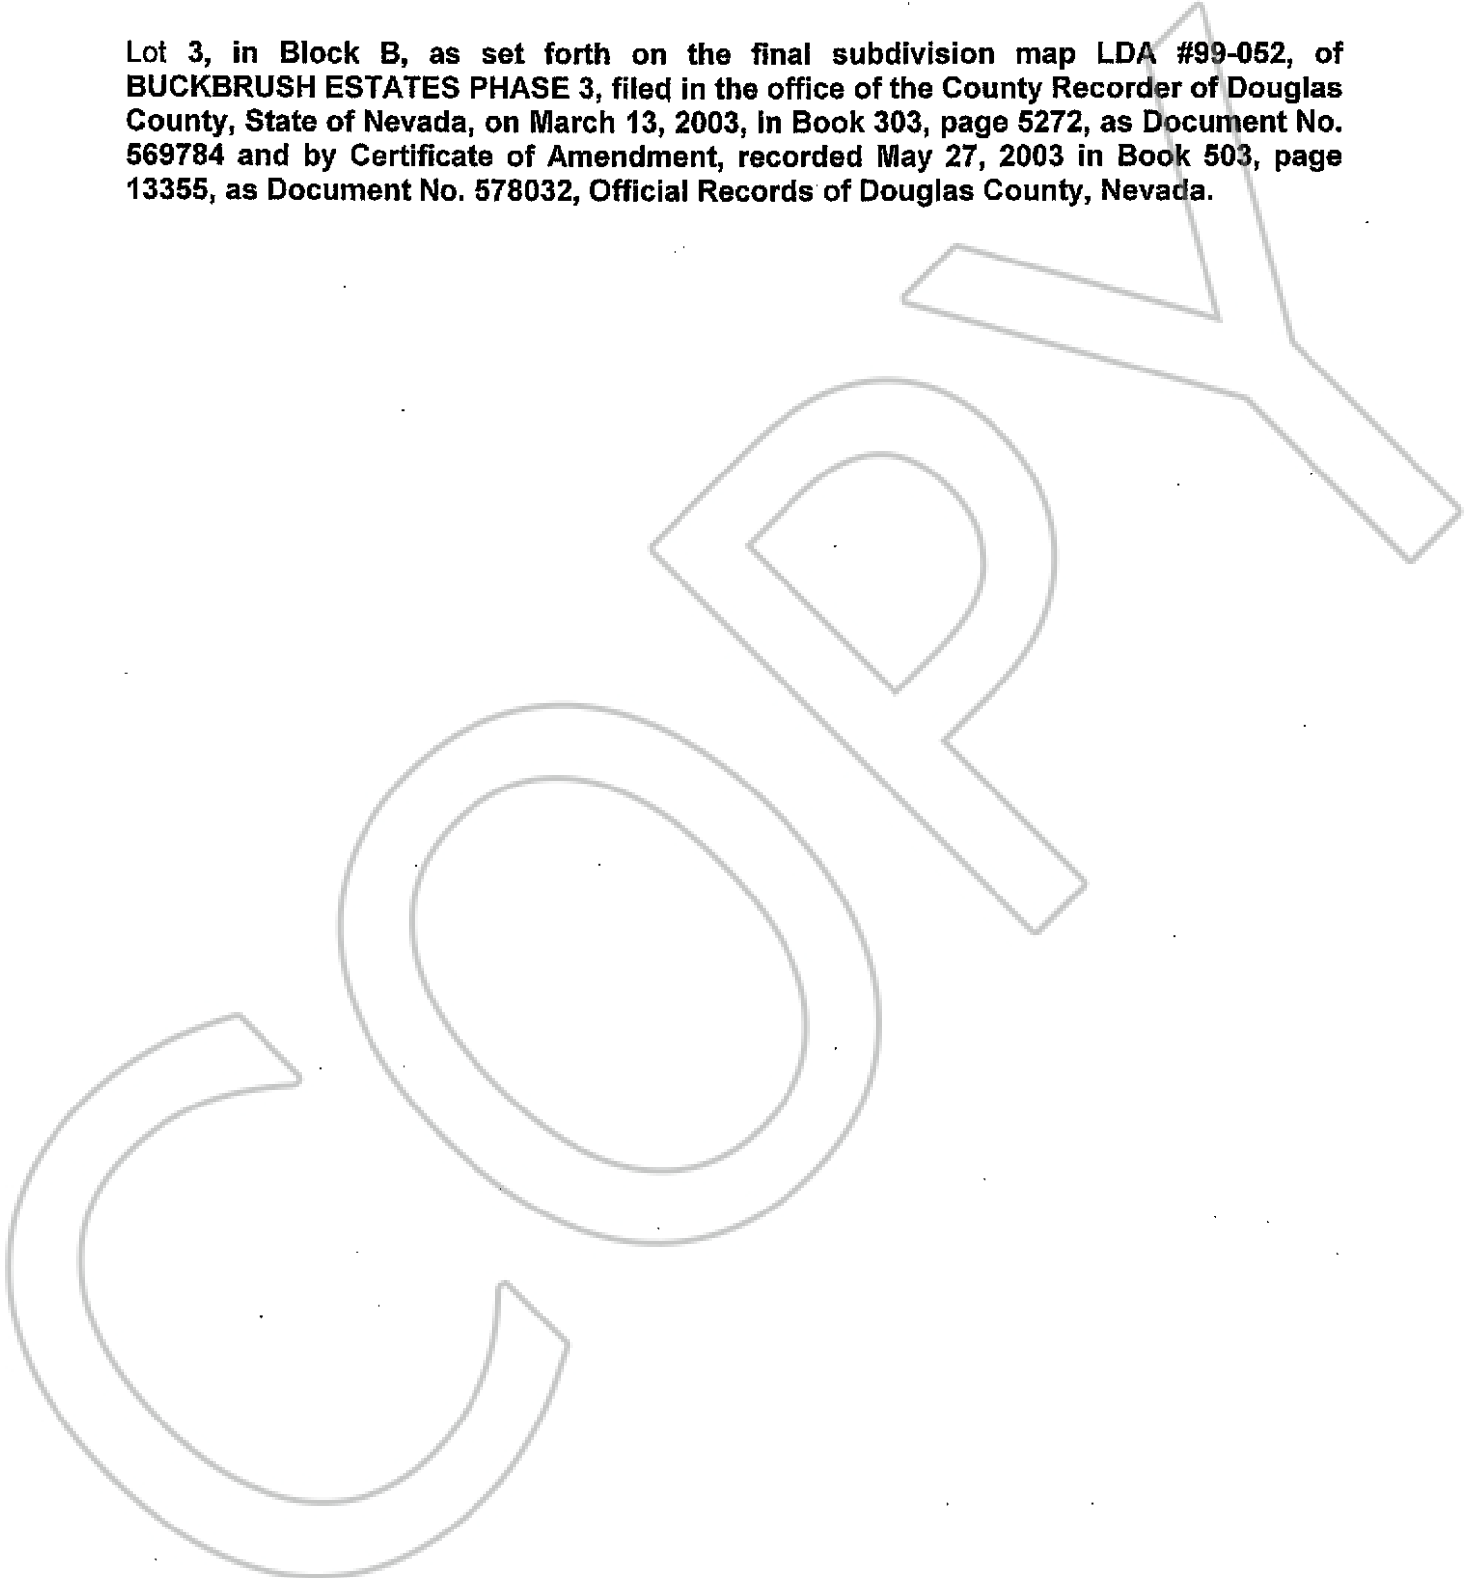 Lot 3, in Block B, as set forth on the final subdivision map LDA #99-052, of
BUCKBRUSH ESTATES PHASE 3, filed in the office of the County Recorder of Douglas
County, State of Nevada, on March 13, 2003, in Book 303, page 5272, as Document No.
569784 and by Certificate of Amendment, recorded May 27, 2003 in Book 503, page
13355, as Document No. 578032, Official Records of Douglas County, Nevada.
COPY